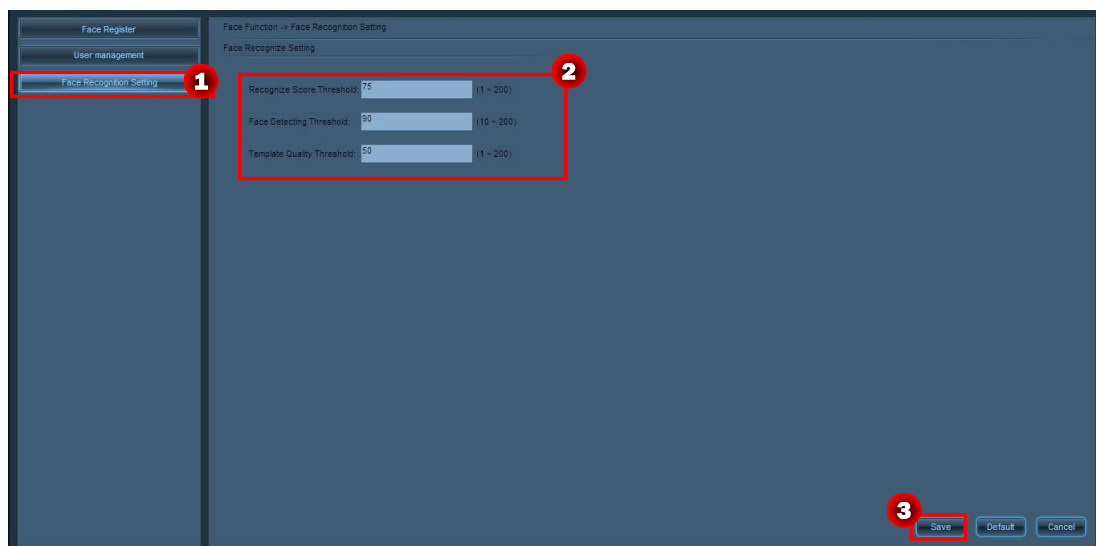 Face Register
User management
Face Recognition Setting
1
Face Function -> Face Recognition Setting
Face Recognize Setting
2
Recognize Score Threshold: 75 (1 ~ 200)
Face Detecting Threshold: 90 (10 ~ 200)
Template Quality Threshold: 50 (1 ~ 200)
3
Save Default Cancel